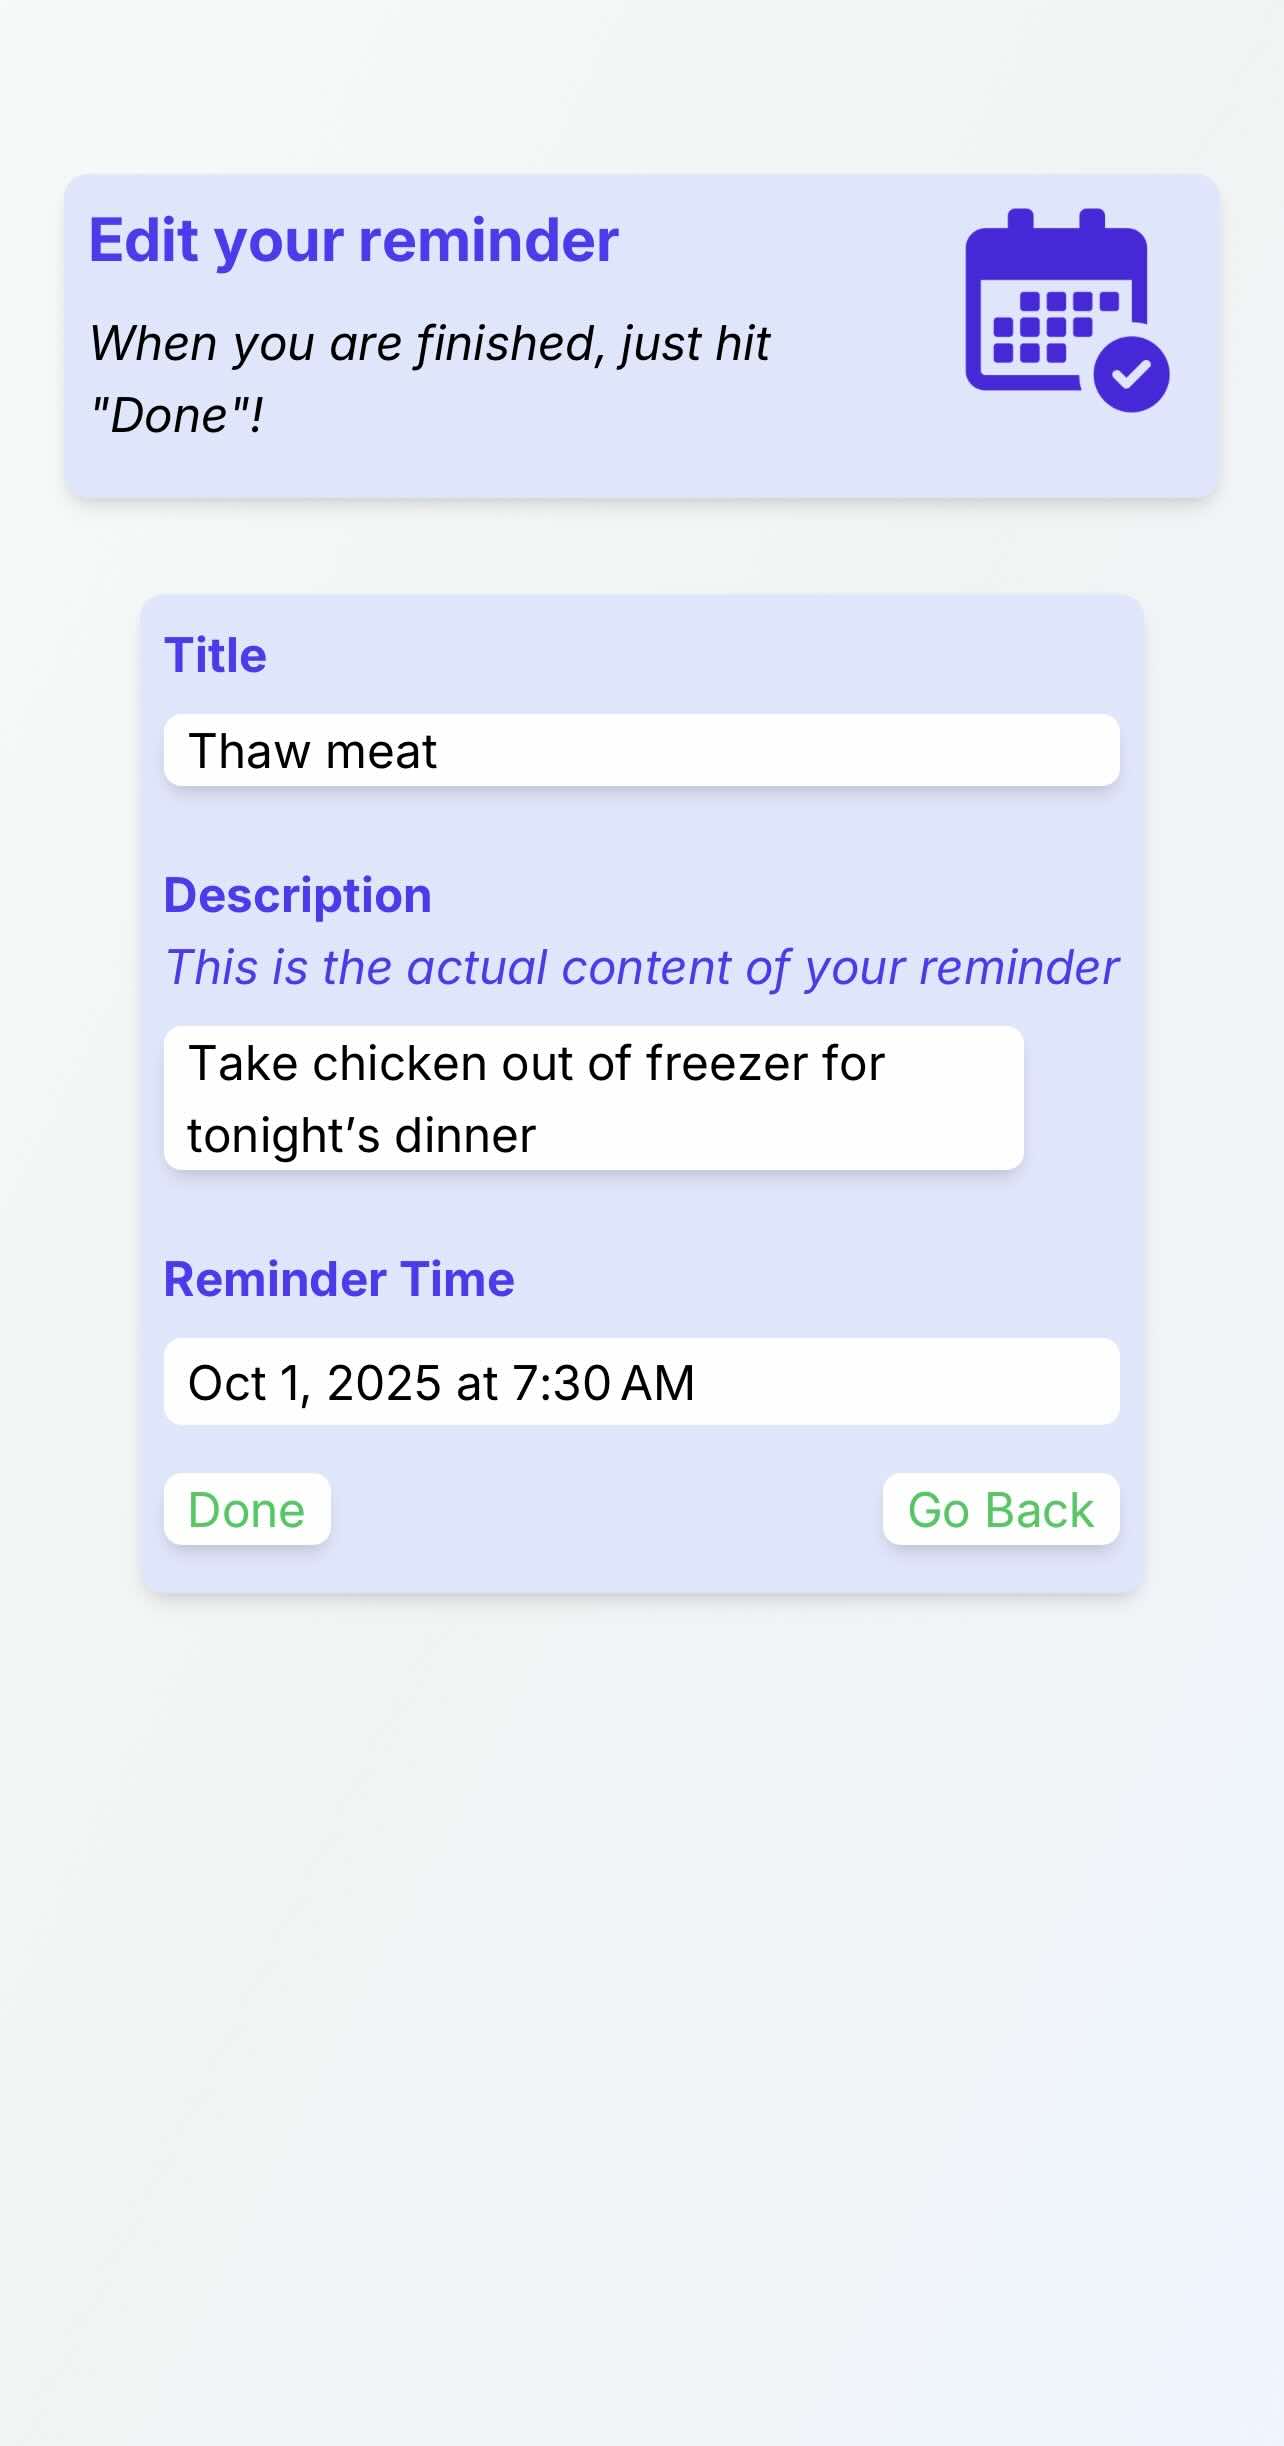 Edit your reminder
When you are finished, just hit
"Done"!
Title
Thaw meat
Description
This is the actual content of your reminder
Take chicken out of freezer for
tonight’s dinner
Reminder Time
Oct 1, 2025 at 7:30 AM
Done
Go Back